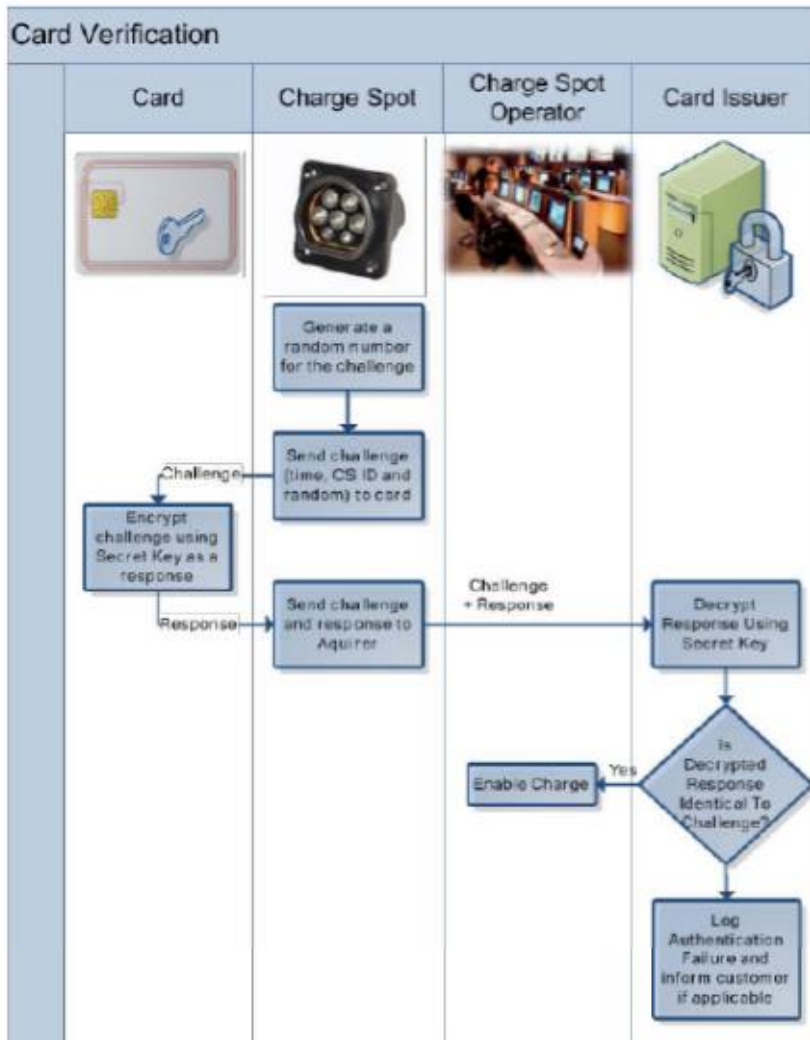 Card Verification
Card
Charge Spot
Charge Spot
Operator
Card Issuer
Generate a
random number
for the challenge
Send challenge
(time, CS ID and
random) to card
Challenge
Encrypt
challenge using
Secret Key as a
response
Response
Send challenge
and response to
Aquirer
Challenge
+ Response
Decrypt
Response Using
Secret Key
Is
Decrypted
Response
Identical To
Challenge?
Yes
Enable Charge
Log
Authentication
Failure and
inform customer
if applicable